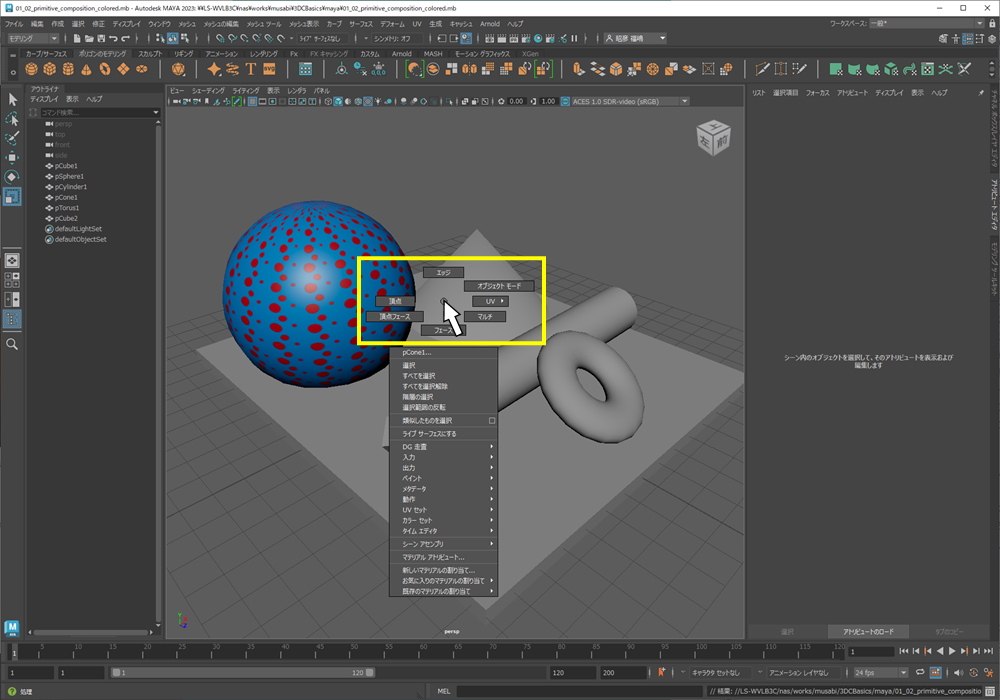 01_02_primitive_composition_colored.mb - Autodesk MAYA 2023: ¥¥LS-WVLB3C¥nas¥works¥musabi¥3DCBasics¥maya¥01_02_primitive_composition_colored.mb
ファイル 編集 作成 選択 修正 ディスプレイ ウィンドウ メッシュ メッシュの編集 メッシュ ツール メッシュ表示 カーブ サーフェス デフォーム UV 生成 キャッシュ Arnold ヘルプ
ワークスペース: 一般*
モデリング
ライブ サーフェスなし
シンメトリ: オフ
カーブ/サーフェス ポリゴンのモデリング スカルプト リギング アニメーション レンダリング FX FX キャッシング カスタム Arnold MASH モーション グラフィックス XGen
アウトライナ
ディスプレイ 表示 ヘルプ
コマンド検索...
persp
top
front
side
pCube1
pSphere1
pCylinder1
pCone1
pTorus1
pCube2
defaultLightSet
defaultObjectSet
ビュー シェーディング ライティング 表示 レンダラ パネル
0.00
1.00
ACES 1.0 SDR-video (sRGB)
左
前
エッジ
オブジェクト モード
頂点
UV
頂点フェース
マルチ
フェース
pCone1...
選択
すべてを選択
すべてを選択解除
階層の選択
選択範囲の反転
類似したものを選択
ライブ サーフェスにする
DG 走査
入力
出力
ペイント
メタデータ
動作
UV セット
カラー セット
タイム エディタ
シーン アセンブリ
マテリアル アトリビュート...
新しいマテリアルの割り当て...
お気に入りのマテリアルの割り当て
既存のマテリアルの割り当て
persp
リスト 選択項目 フォーカス アトリビュート ディスプレイ 表示 ヘルプ
シーン内のオブジェクトを選択して、そのアトリビュートを表示および
編集します
アトリビュート エディタ
選択
アトリビュートのロード
タブのコピー
1
5 10 15 20 25 30 35 40 45 50 55 60 65 70 75 80 85 90 95 100 105 110 115 120
1
1
1
1
120
120
200
キャラクタ セットなし
アニメーション レイヤなし
24 fps
処理
MEL
// 結果: //LS-WVLB3C/nas/works/musabi/3DCBasics/maya/01_02_primitive_compositio